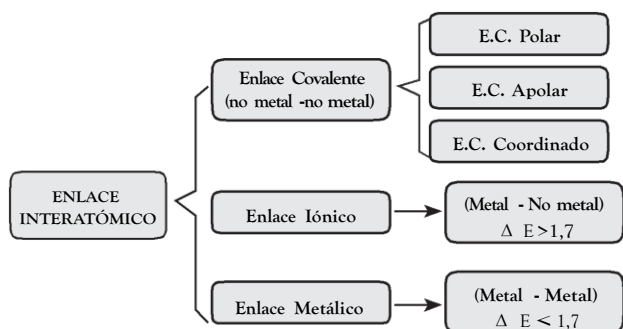 ENLACE
INTERATÓMICO
Enlace Covalente
(no metal -no metal)
E.C. Polar
E.C. Apolar
E.C. Coordinado
Enlace Iónico
(Metal - No metal)
Δ E>1,7
Enlace Metálico
(Metal - Metal)
Δ E < 1,7